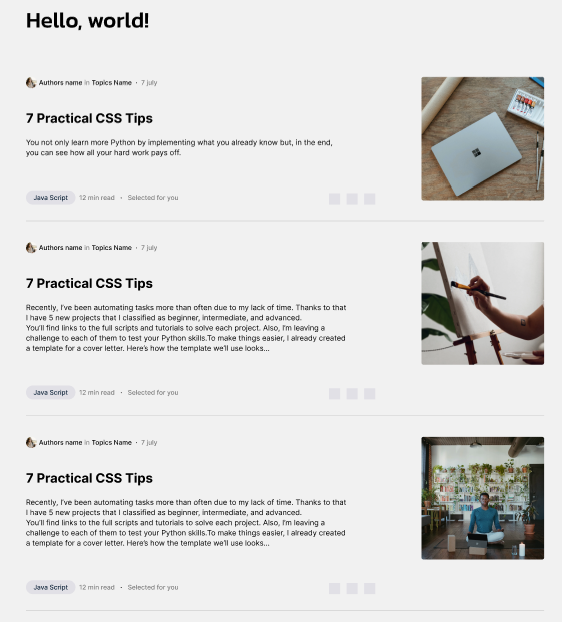 Hello, world!
Authors name in Topics Name · 7 july
7 Practical CSS Tips
You not only learn more Python by implementing what you already know but, in the end,
you can see how all your hard work pays off.
Java Script 12 min read · Selected for you
Authors name in Topics Name · 7 july
7 Practical CSS Tips
Recently, I've been automating tasks more than often due to my lack of time. Thanks to that
I have 5 new projects that I classified as beginner, intermediate, and advanced.
You'll find links to the full scripts and tutorials to solve each project. Also, I'm leaving a
challenge to each of them to test your Python skills.To make things easier, I already created
a template for a cover letter. Here's how the template we'll use looks...
Java Script 12 min read · Selected for you
Authors name in Topics Name · 7 july
7 Practical CSS Tips
Recently, I've been automating tasks more than often due to my lack of time. Thanks to that
I have 5 new projects that I classified as beginner, intermediate, and advanced.
You'll find links to the full scripts and tutorials to solve each project. Also, I'm leaving a
challenge to each of them to test your Python skills.To make things easier, I already created
a template for a cover letter. Here's how the template we'll use looks...
Java Script 12 min read · Selected for you